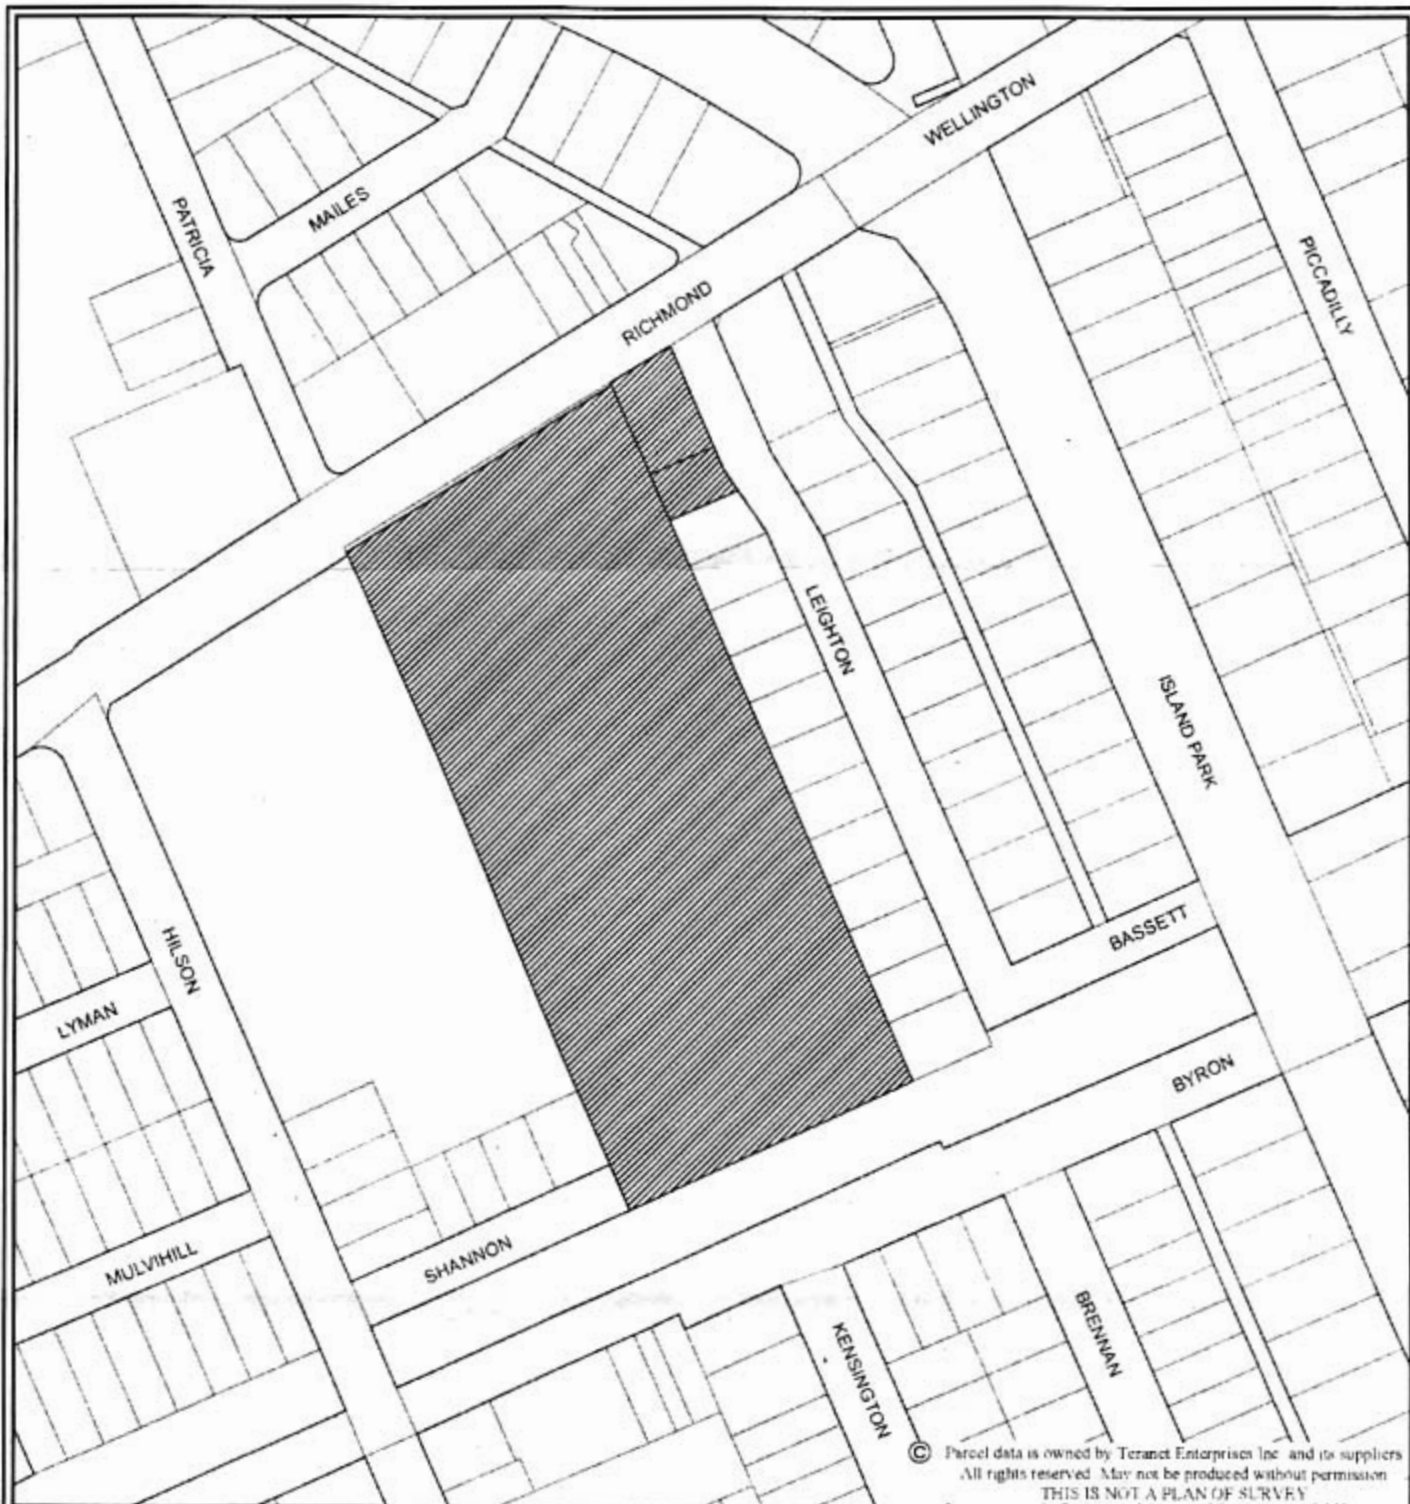 WELLINGTON
PATRICIA
MAILES
PICCADILLY
RICHMOND
LEIGHTON
ISLAND PARK
HILSON
BASSETT
LYMAN
BYRON
MULVIHILL
SHANNON
KENSINGTON
BRENNAN
© Parcel data is owned by Teranet Enterprises Inc and its suppliers
All rights reserved May not be produced without permission
THIS IS NOT A PLAN OF SURVEY